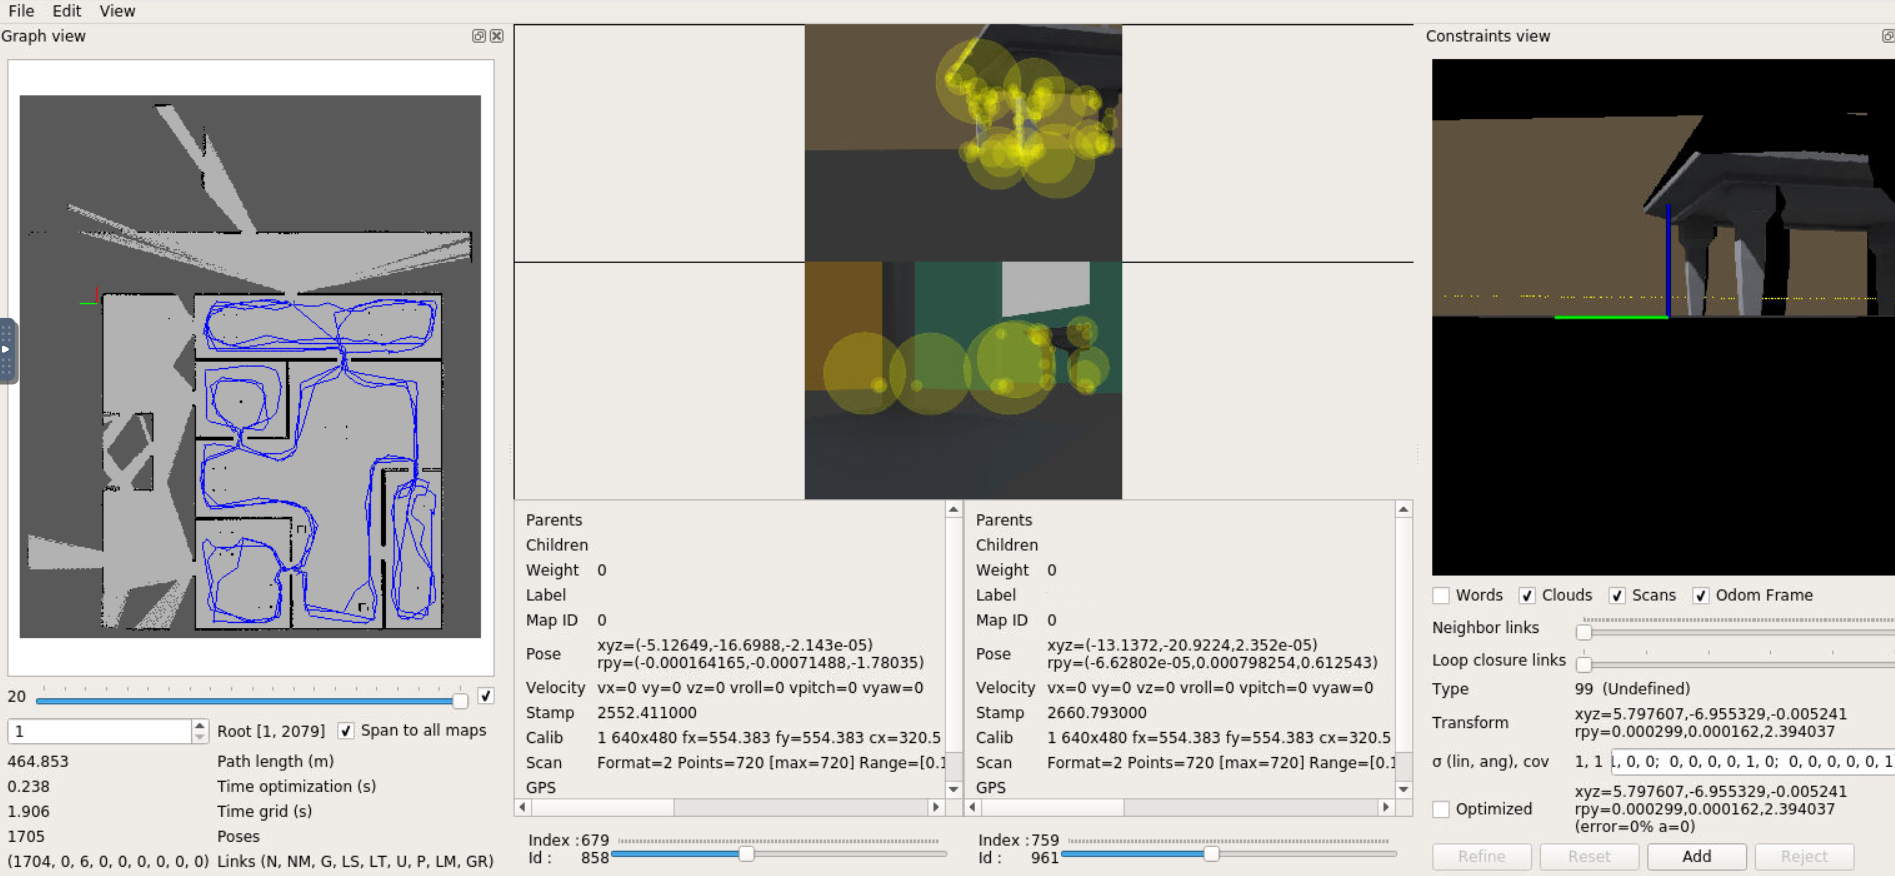 File Edit View
Graph view
Constraints view
Parents
Children
Weight 0
Label
Map ID 0
Pose xyz=(-5.12649,-16.6988,-2.143e-05)
rpy=(-0.000164165,-0.00071488,-1.78035)
Velocity vx=0 vy=0 vz=0 vroll=0 vpitch=0 vyaw=0
Stamp 2552.411000
Calib 1 640x480 fx=554.383 fy=554.383 cx=320.5
Scan Format=2 Points=720 [max=720] Range=[0.1
GPS
Index : 679
Id : 858
Parents
Children
Weight 0
Label
Map ID 0
Pose xyz=(-13.1372,-20.9224,2.352e-05)
rpy=(-6.62802e-05,0.000798254,0.612543)
Velocity vx=0 vy=0 vz=0 vroll=0 vpitch=0 vyaw=0
Stamp 2660.793000
Calib 1 640x480 fx=554.383 fy=554.383 cx=320.5
Scan Format=2 Points=720 [max=720] Range=[0.1
GPS
Index : 759
Id : 961
20
1 Root [1, 2079] Span to all maps
464.853 Path length (m)
0.238 Time optimization (s)
1.906 Time grid (s)
1705 Poses
(1704, 0, 6, 0, 0, 0, 0, 0, 0) Links (N, NM, G, LS, LT, U, P, LM, GR)
Words Clouds Scans Odom Frame
Neighbor links
Loop closure links
Type 99 (Undefined)
Transform xyz=5.797607,-6.955329,-0.005241
rpy=0.000299,0.000162,2.394037
σ (lin, ang), cov 1, 1 1, 0, 0; 0, 0, 0, 0, 1, 0; 0, 0, 0, 0, 0, 1
Optimized xyz=5.797607,-6.955329,-0.005241
rpy=0.000299,0.000162,2.394037
(error=0% a=0)
Refine Reset Add Reject